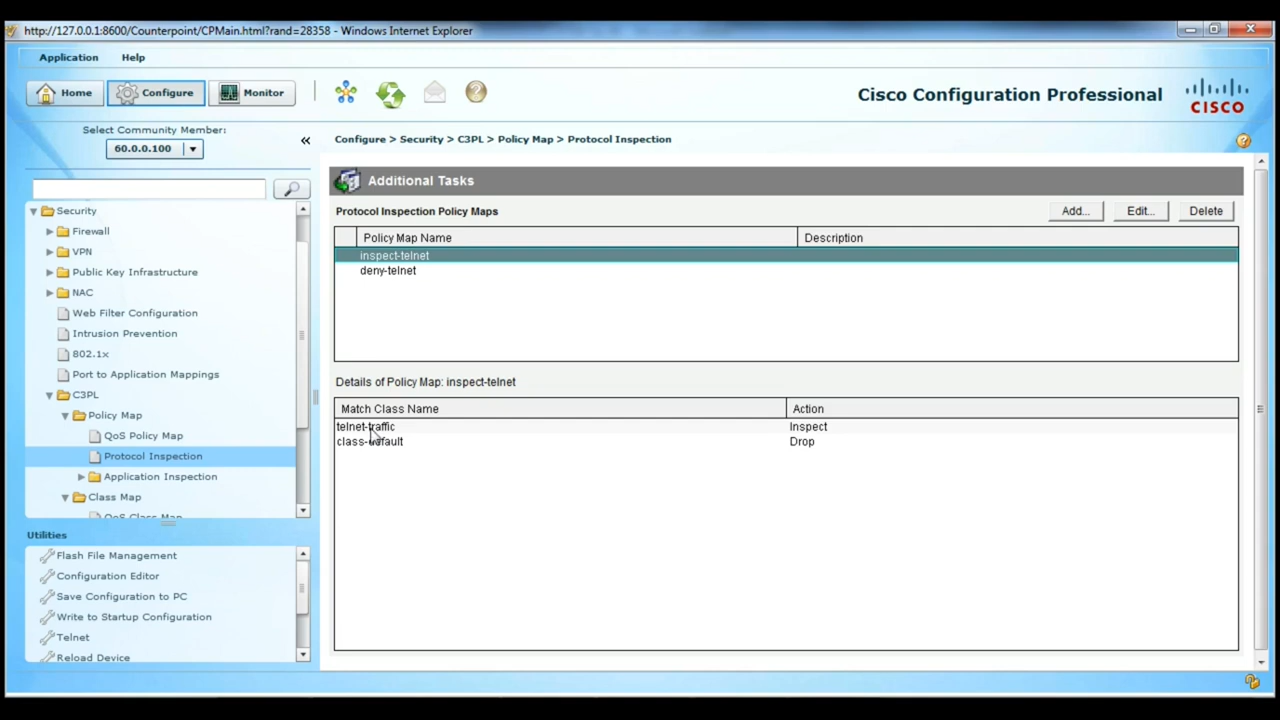 http://127.0.0.1:8600/Counterpoint/CPMain.html?rand=28358 - Windows Internet Explorer
Application Help
Home Configure Monitor
Cisco Configuration Professional
CISCO
Select Community Member:
60.0.0.100
«
Configure > Security > C3PL > Policy Map > Protocol Inspection
Security
Firewall
VPN
Public Key Infrastructure
NAC
Web Filter Configuration
Intrusion Prevention
802.1x
Port to Application Mappings
C3PL
Policy Map
QoS Policy Map
Protocol Inspection
Application Inspection
Class Map
QoS Class Map
Utilities
Flash File Management
Configuration Editor
Save Configuration to PC
Write to Startup Configuration
Telnet
Reload Device
Additional Tasks
Protocol Inspection Policy Maps
Add... Edit... Delete
Policy Map Name Description
inspect-telnet
deny-telnet
Details of Policy Map: inspect-telnet
Match Class Name Action
telnet-traffic Inspect
class-default Drop